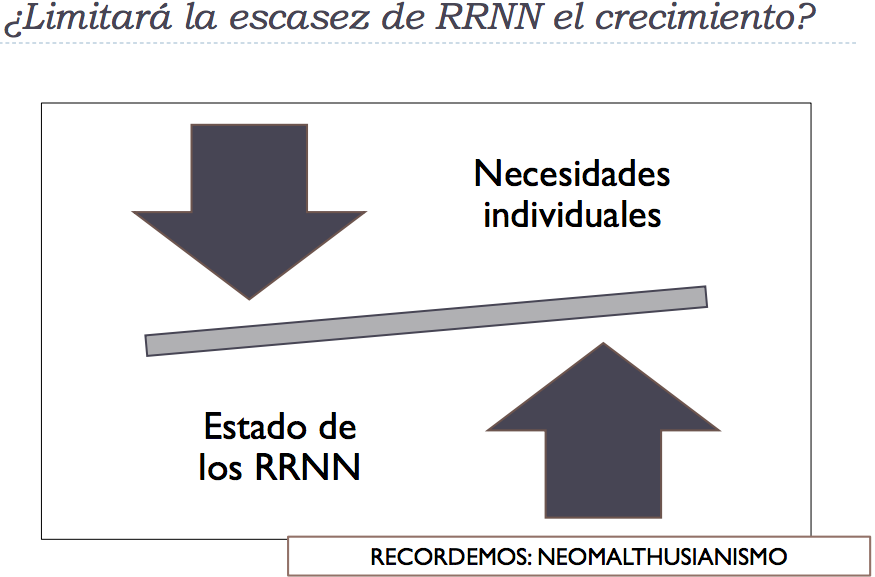 ¿Limitará la escasez de RRNN el crecimiento?
Necesidades
individuales
Estado de
los RRNN
RECORDEMOS: NEOMALTHUSIANISMO